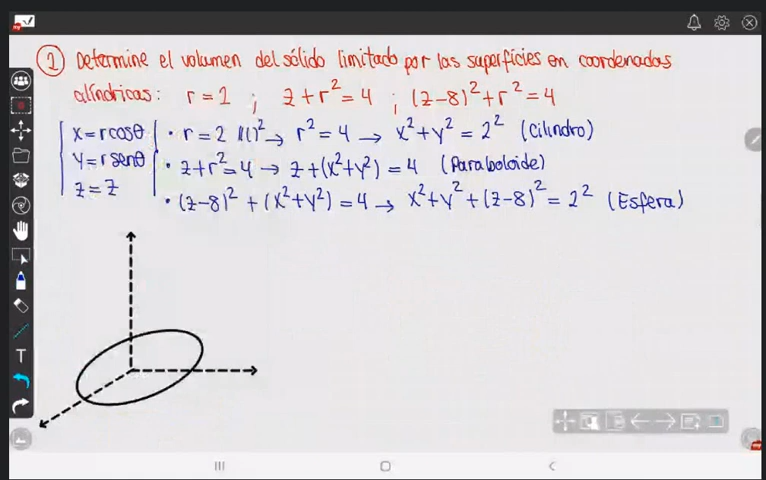 ② Determine el volumen del sólido limitado por las superficies en coordenadas
cilíndricas: r = 2 ; z + r² = 4 ; (z-8)² + r² = 4
x = r cosθ
y = r senθ
z = z
• r = 2 //()² → r² = 4 → x² + y² = 2² (Cilindro)
• z + r² = 4 → z + (x² + y²) = 4 (Paraboloide)
• (z-8)² + (x² + y²) = 4 → x² + y² + (z-8)² = 2² (Esfera)
T